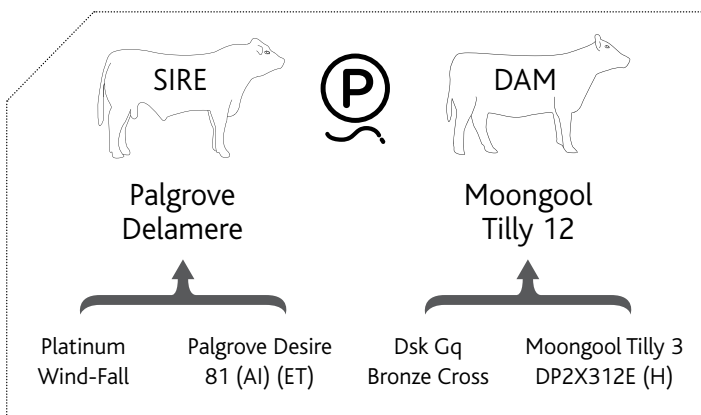 SIRE
P
DAM
Palgrove
Delamere
Moongool
Tilly 12
Platinum
Wind-Fall
Palgrove Desire
81 (AI) (ET)
Dsk Gq
Bronze Cross
Moongool Tilly 3
DP2X312E (H)